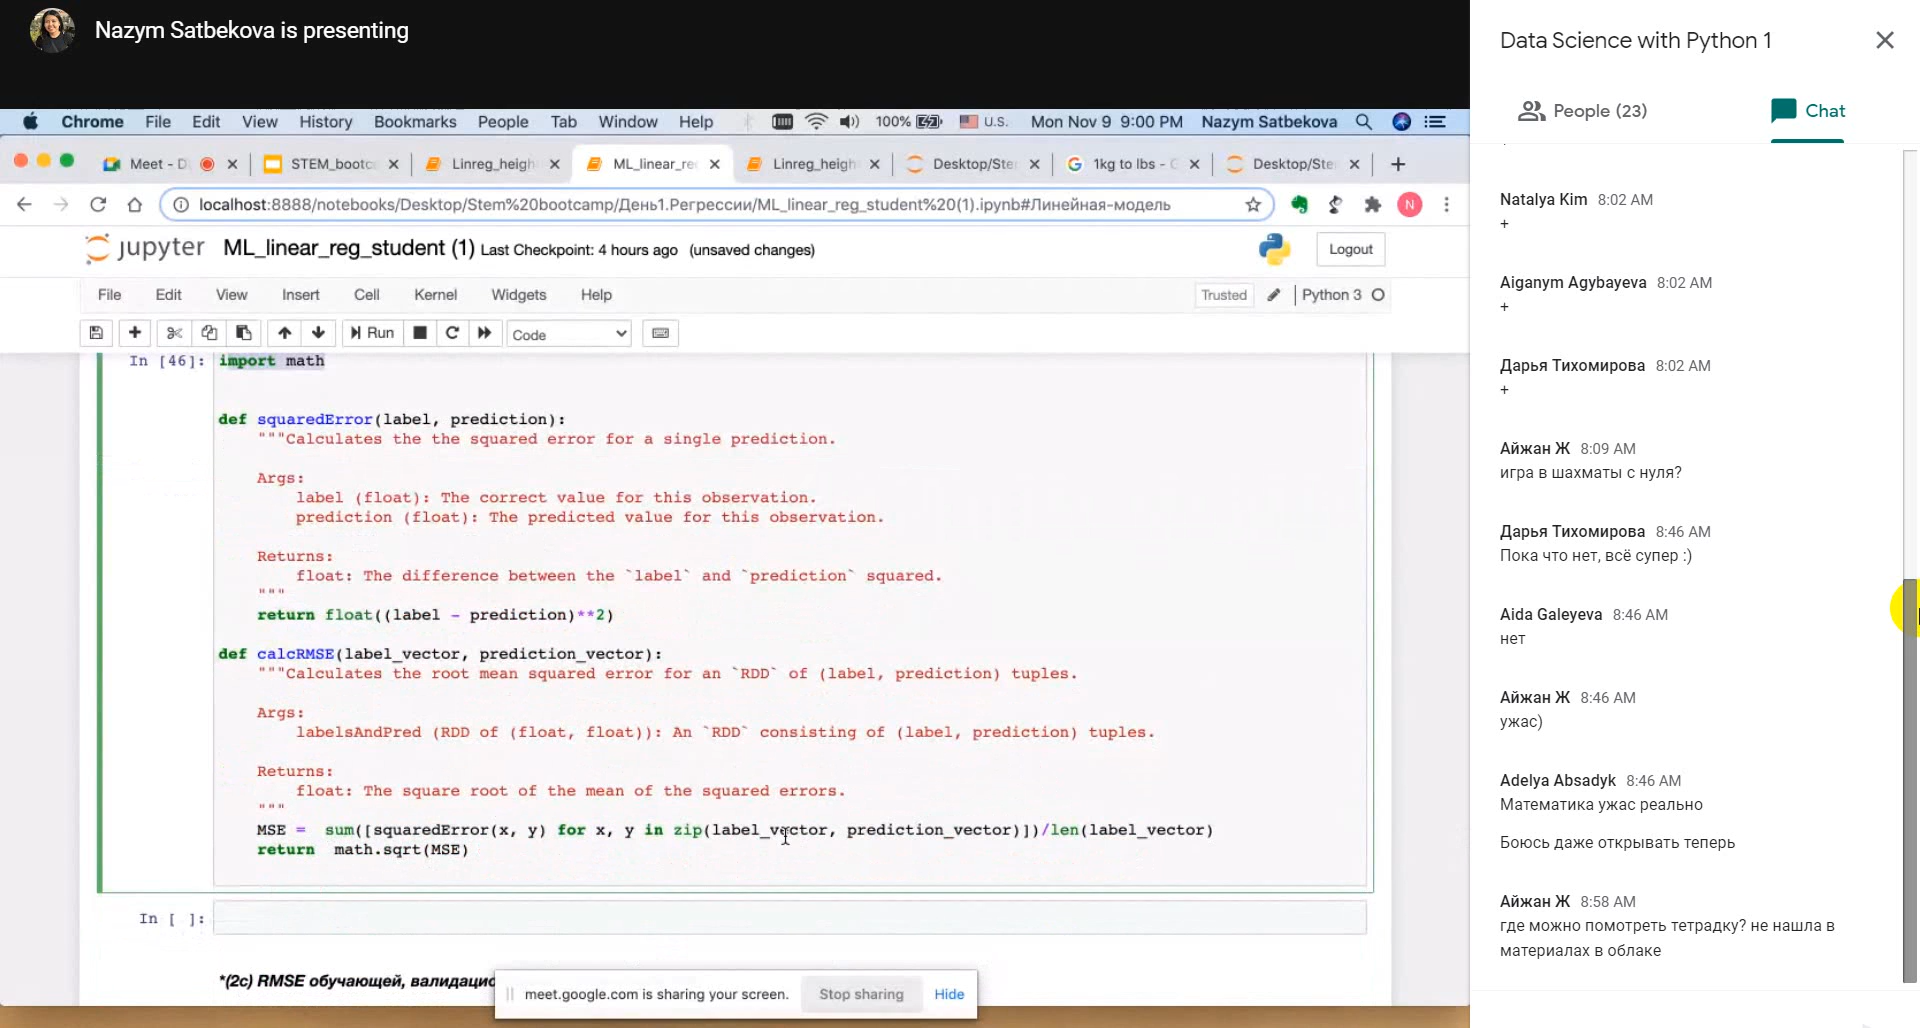 Nazym Satbekova is presenting
Chrome File Edit View History Bookmarks People Tab Window Help 100% U.S. Mon Nov 9 9:00 PM Nazym Satbekova
Meet - D STEM_bootc Linreg_heigh ML_linear_re Linreg_heigh Desktop/Ste 1kg to lbs - G Desktop/Ste
localhost:8888/notebooks/Desktop/Stem%20bootcamp/День1.Регрессии/ML_linear_reg_student%20(1).ipynb#Линейная-модель
N
jupyter ML_linear_reg_student (1) Last Checkpoint: 4 hours ago (unsaved changes)
Logout
File Edit View Insert Cell Kernel Widgets Help
Trusted Python 3
Run Code
In [46]: import math
def squaredError(label, prediction):
"""Calculates the the squared error for a single prediction.
Args:
label (float): The correct value for this observation.
prediction (float): The predicted value for this observation.
Returns:
float: The difference between the `label` and `prediction` squared.
"""
return float((label - prediction)**2)
def calcRMSE(label_vector, prediction_vector):
"""Calculates the root mean squared error for an `RDD` of (label, prediction) tuples.
Args:
labelsAndPred (RDD of (float, float)): An `RDD` consisting of (label, prediction) tuples.
Returns:
float: The square root of the mean of the squared errors.
"""
MSE = sum([squaredError(x, y) for x, y in zip(label_vector, prediction_vector)])/len(label_vector)
return math.sqrt(MSE)
In [ ]:
*(2c) RMSE обучающей, валидацио
meet.google.com is sharing your screen. Stop sharing Hide
Data Science with Python 1
People (23) Chat
Natalya Kim 8:02 AM
+
Aiganym Agybayeva 8:02 AM
+
Дарья Тихомирова 8:02 AM
+
Айжан Ж 8:09 AM
игра в шахматы с нуля?
Дарья Тихомирова 8:46 AM
Пока что нет, всё супер :)
Aida Galeyeva 8:46 AM
нет
Айжан Ж 8:46 AM
ужас)
Adelya Absadyk 8:46 AM
Математика ужас реально
Боюсь даже открывать теперь
Айжан Ж 8:58 AM
где можно помотреть тетрадку? не нашла в
материалах в облаке